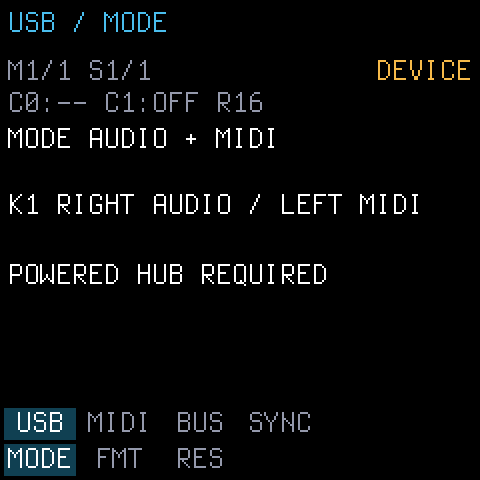 USB / MODE
M1/1 S1/1 DEVICE
C0:-- C1:OFF R16
MODE AUDIO + MIDI
K1 RIGHT AUDIO / LEFT MIDI
POWERED HUB REQUIRED
USB MIDI BUS SYNC
MODE FMT RES